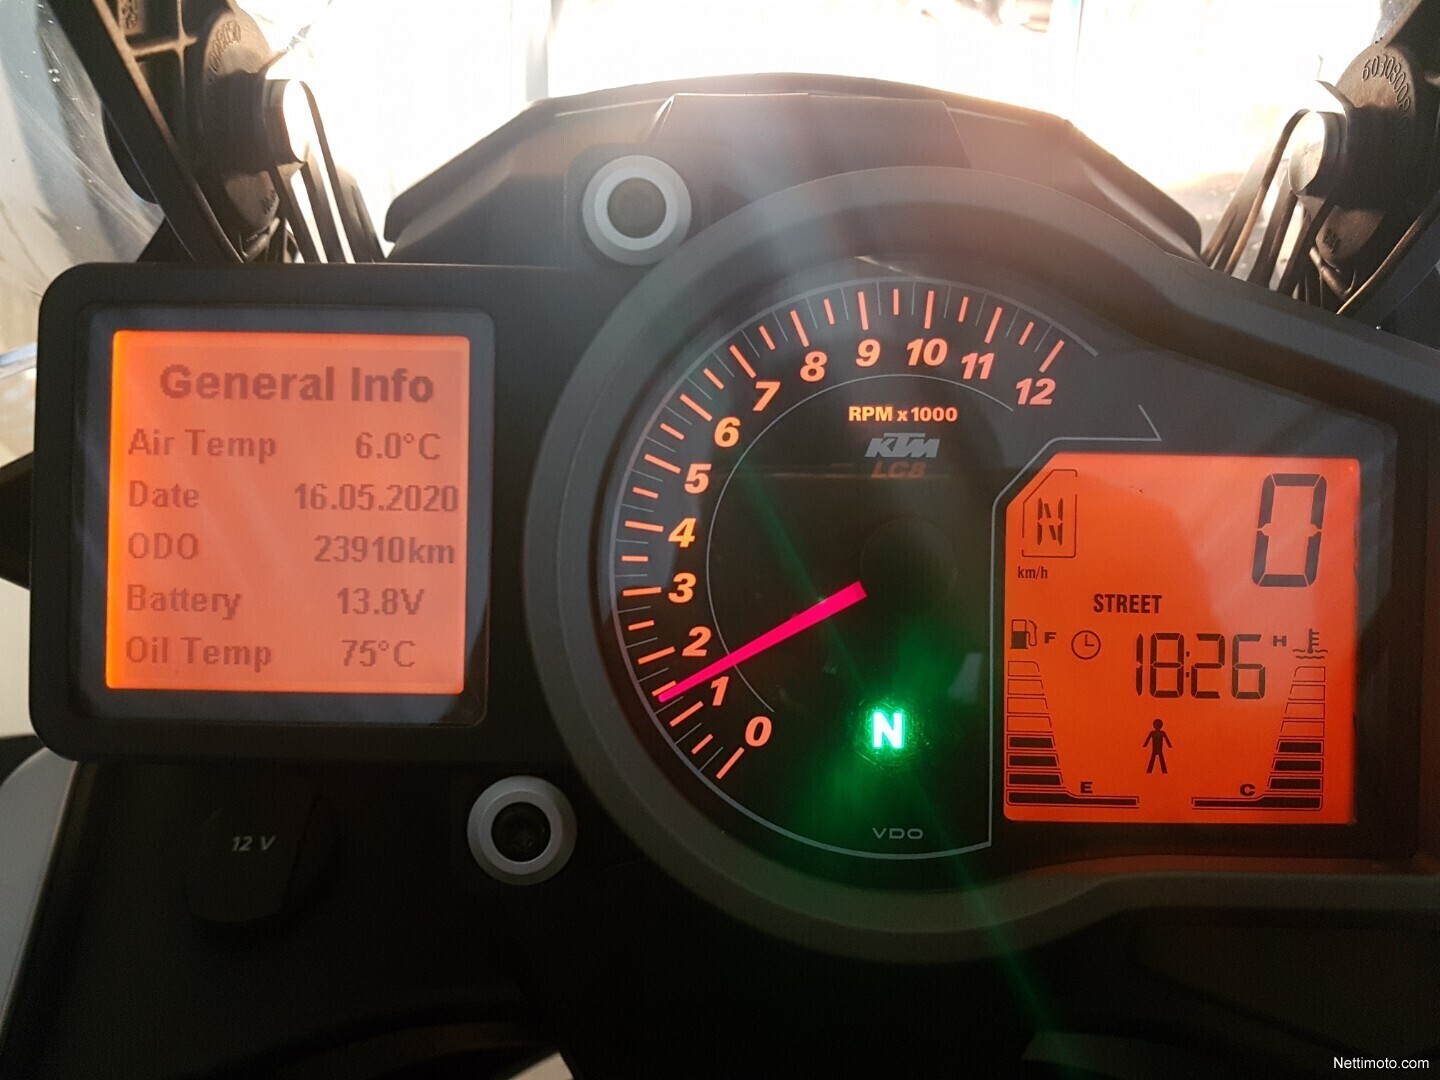 60308008
General Info
Air Temp 6.0°C
Date 16.05.2020
ODO 23910km
Battery 13.8V
Oil Temp 75°C
12 V
0 1 2 3 4 5 6 7 8 9 10 11 12
RPM x 1000
KTM
LC8
N
VDO
N 0
km/h
STREET
F 18:26 H
E C
Nettimoto.com